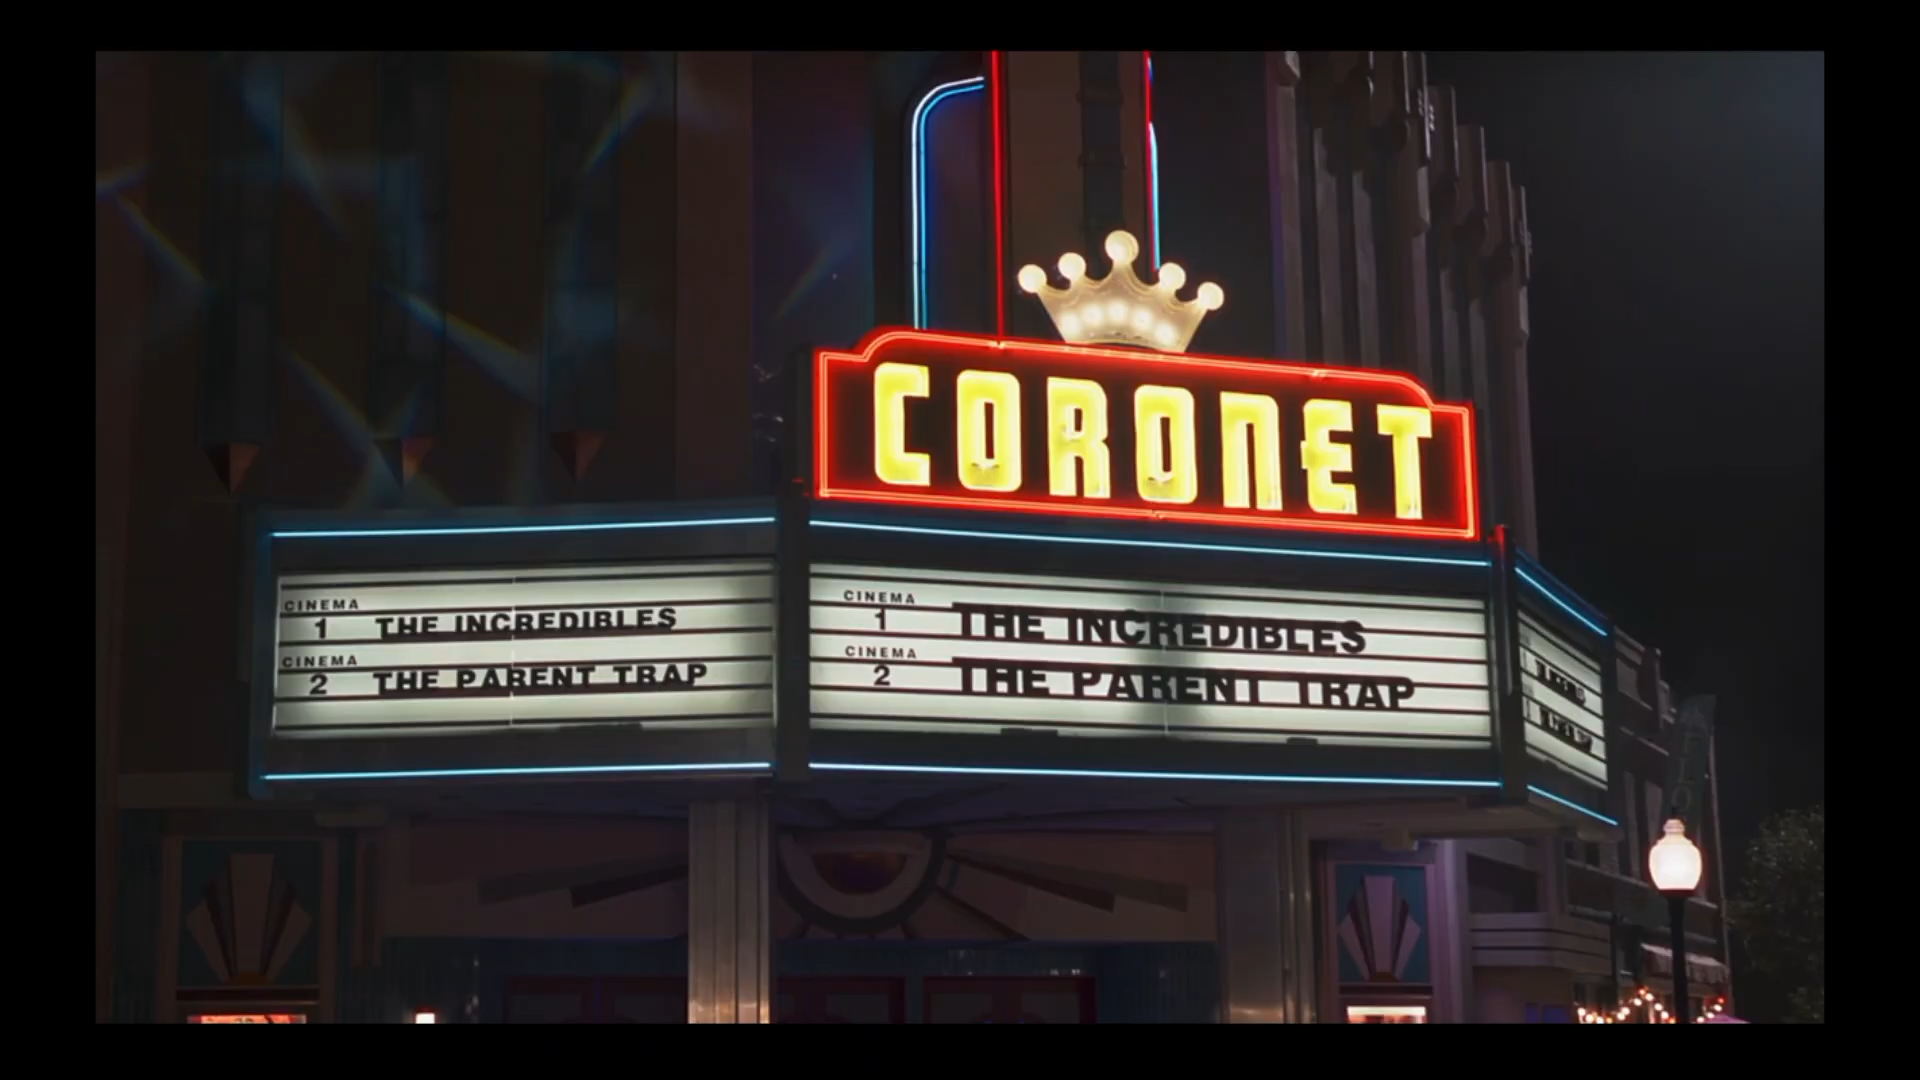 CORONET
CINEMA
1 THE INCREDIBLES
CINEMA
2 THE PARENT TRAP
CINEMA
1 THE INCREDIBLES
CINEMA
2 THE PARENT TRAP